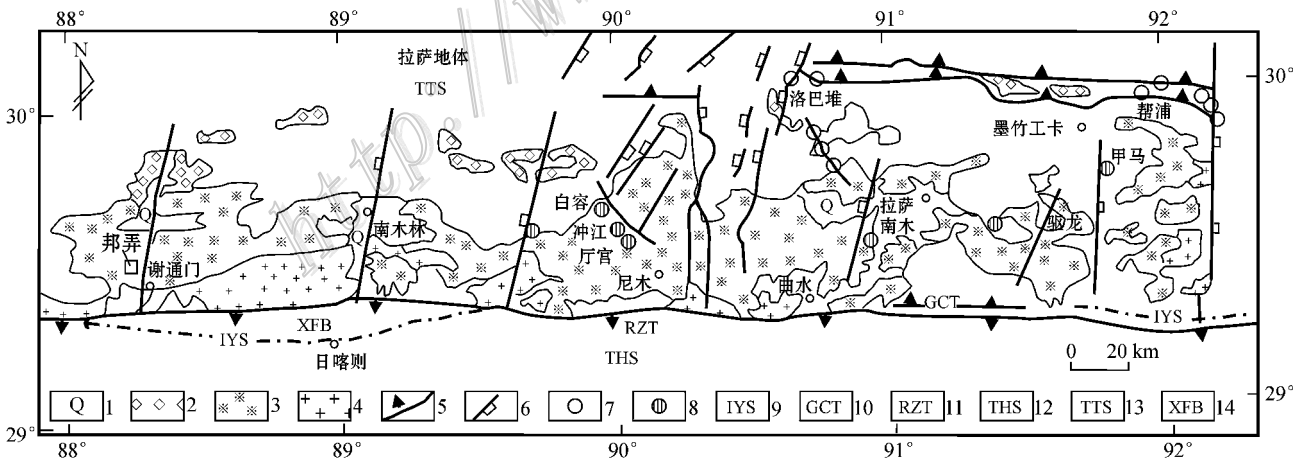 88° 89° 90° 91° 92°
http://w
N
拉萨地体
TTS
30° 30°
洛巴堆
帮浦
墨竹工卡
甲马
白容
Q
拉萨
Q
南木林
冲江
南木
驱龙
邦弄
Q
厅宫
谢通门
尼木
曲水
GCT
IYS
XFB
RZT
IYS
日喀则
THS
0 20 km
Q 1 2 3 4 5 6 7 8 IYS 9 GCT 10 RZT 11 THS 12 TTS 13 XFB 14
29° 29°
88° 89° 90° 91° 92°